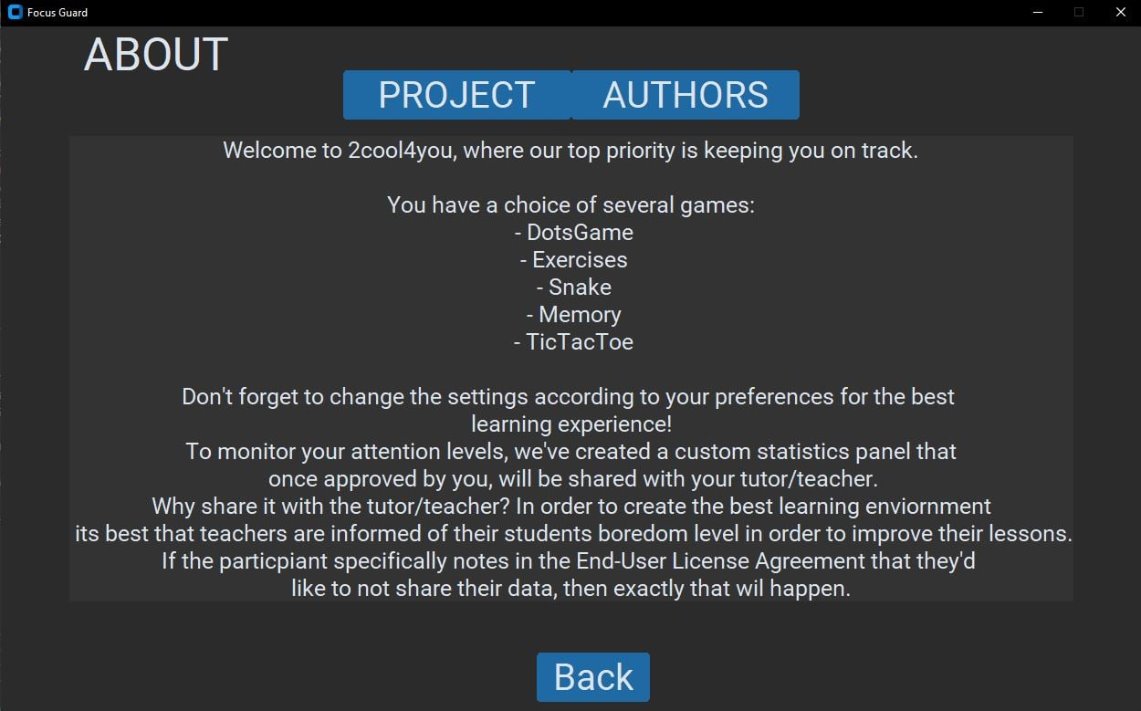 Focus Guard
ABOUT
PROJECT
AUTHORS
Welcome to 2cool4you, where our top priority is keeping you on track.
You have a choice of several games:
- DotsGame
- Exercises
- Snake
- Memory
- TicTacToe
Don't forget to change the settings according to your preferences for the best
learning experience!
To monitor your attention levels, we've created a custom statistics panel that
once approved by you, will be shared with your tutor/teacher.
Why share it with the tutor/teacher? In order to create the best learning enviornment
its best that teachers are informed of their students boredom level in order to improve their lessons.
If the particpiant specifically notes in the End-User License Agreement that they'd
like to not share their data, then exactly that wil happen.
Back